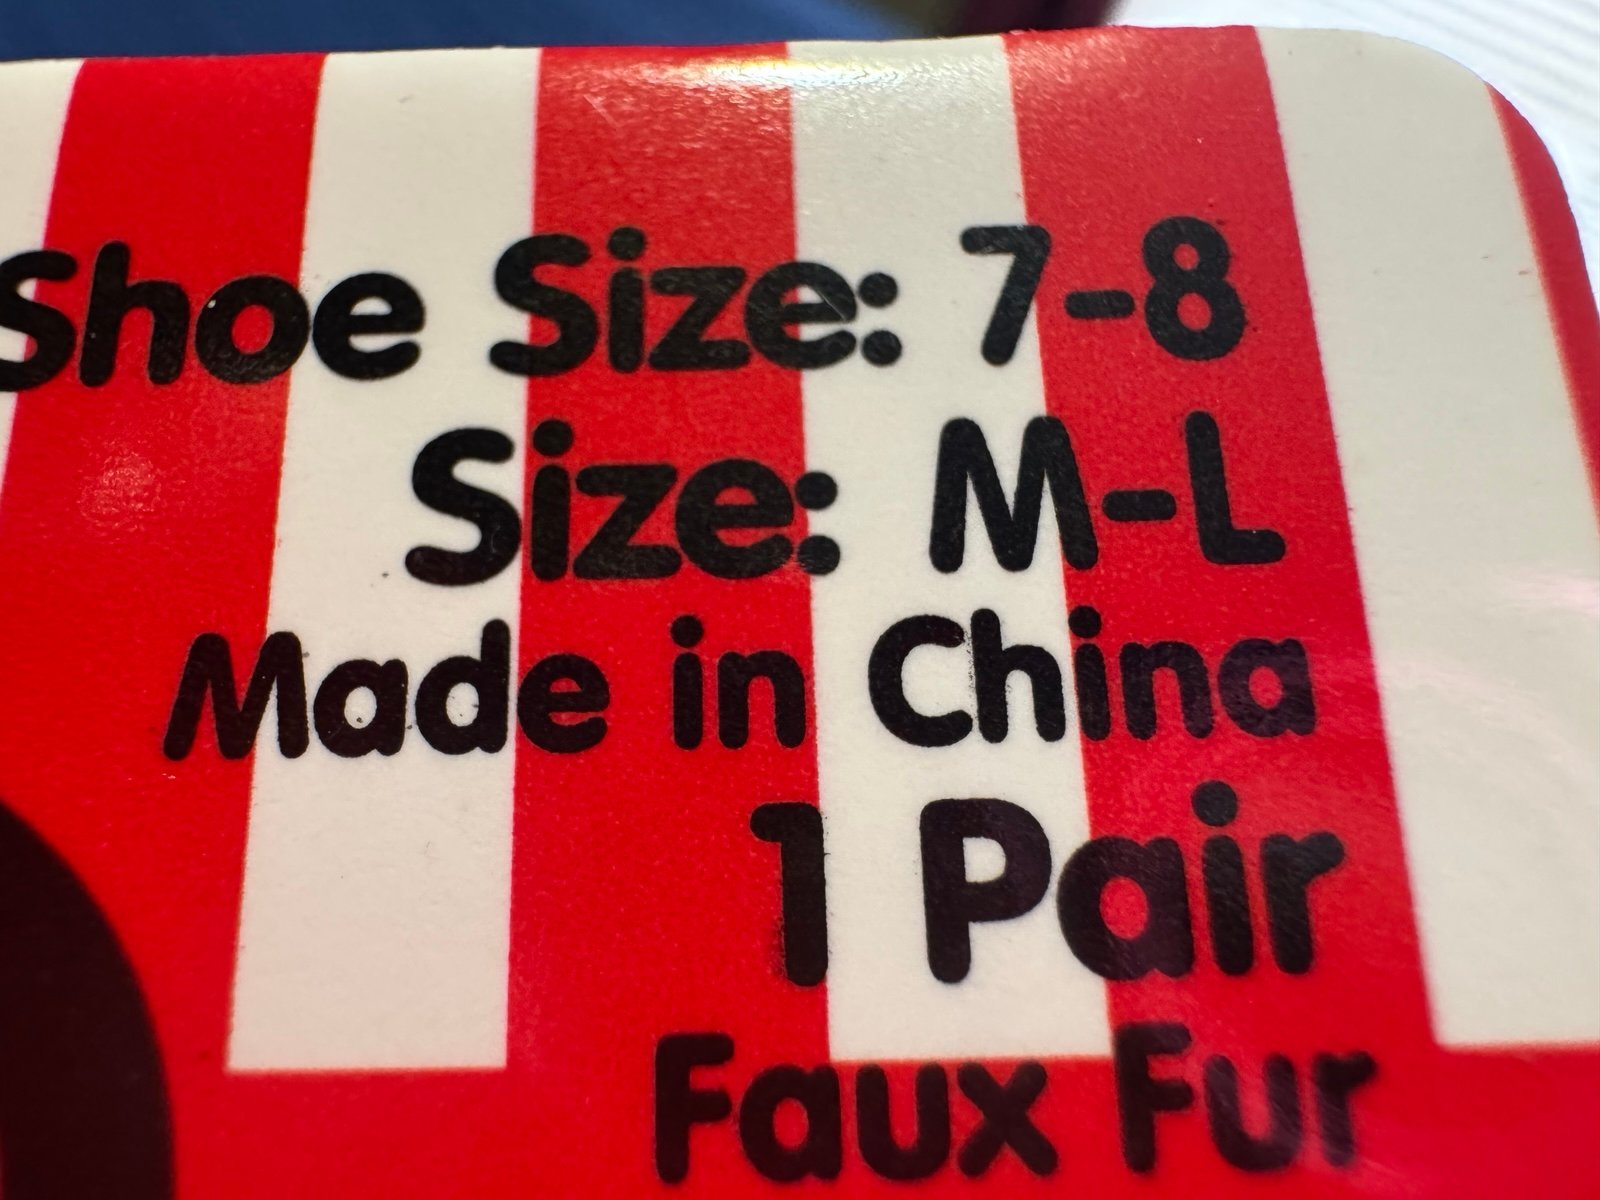 Shoe Size: 7-8
Size: M-L
Made in China
1 Pair
Faux Fur